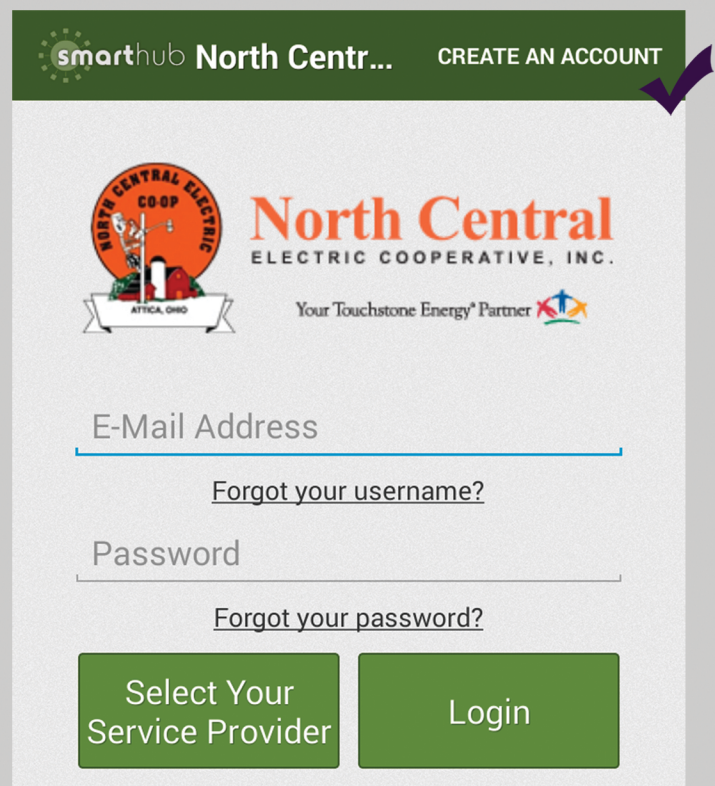 smarthub North Centr... CREATE AN ACCOUNT
NORTH CENTRAL ELECTRIC
CO-OP
ATTICA, OHIO
North Central
ELECTRIC COOPERATIVE, INC.
Your Touchstone Energy® Partner
E-Mail Address
Forgot your username?
Password
Forgot your password?
Select Your
Service Provider
Login